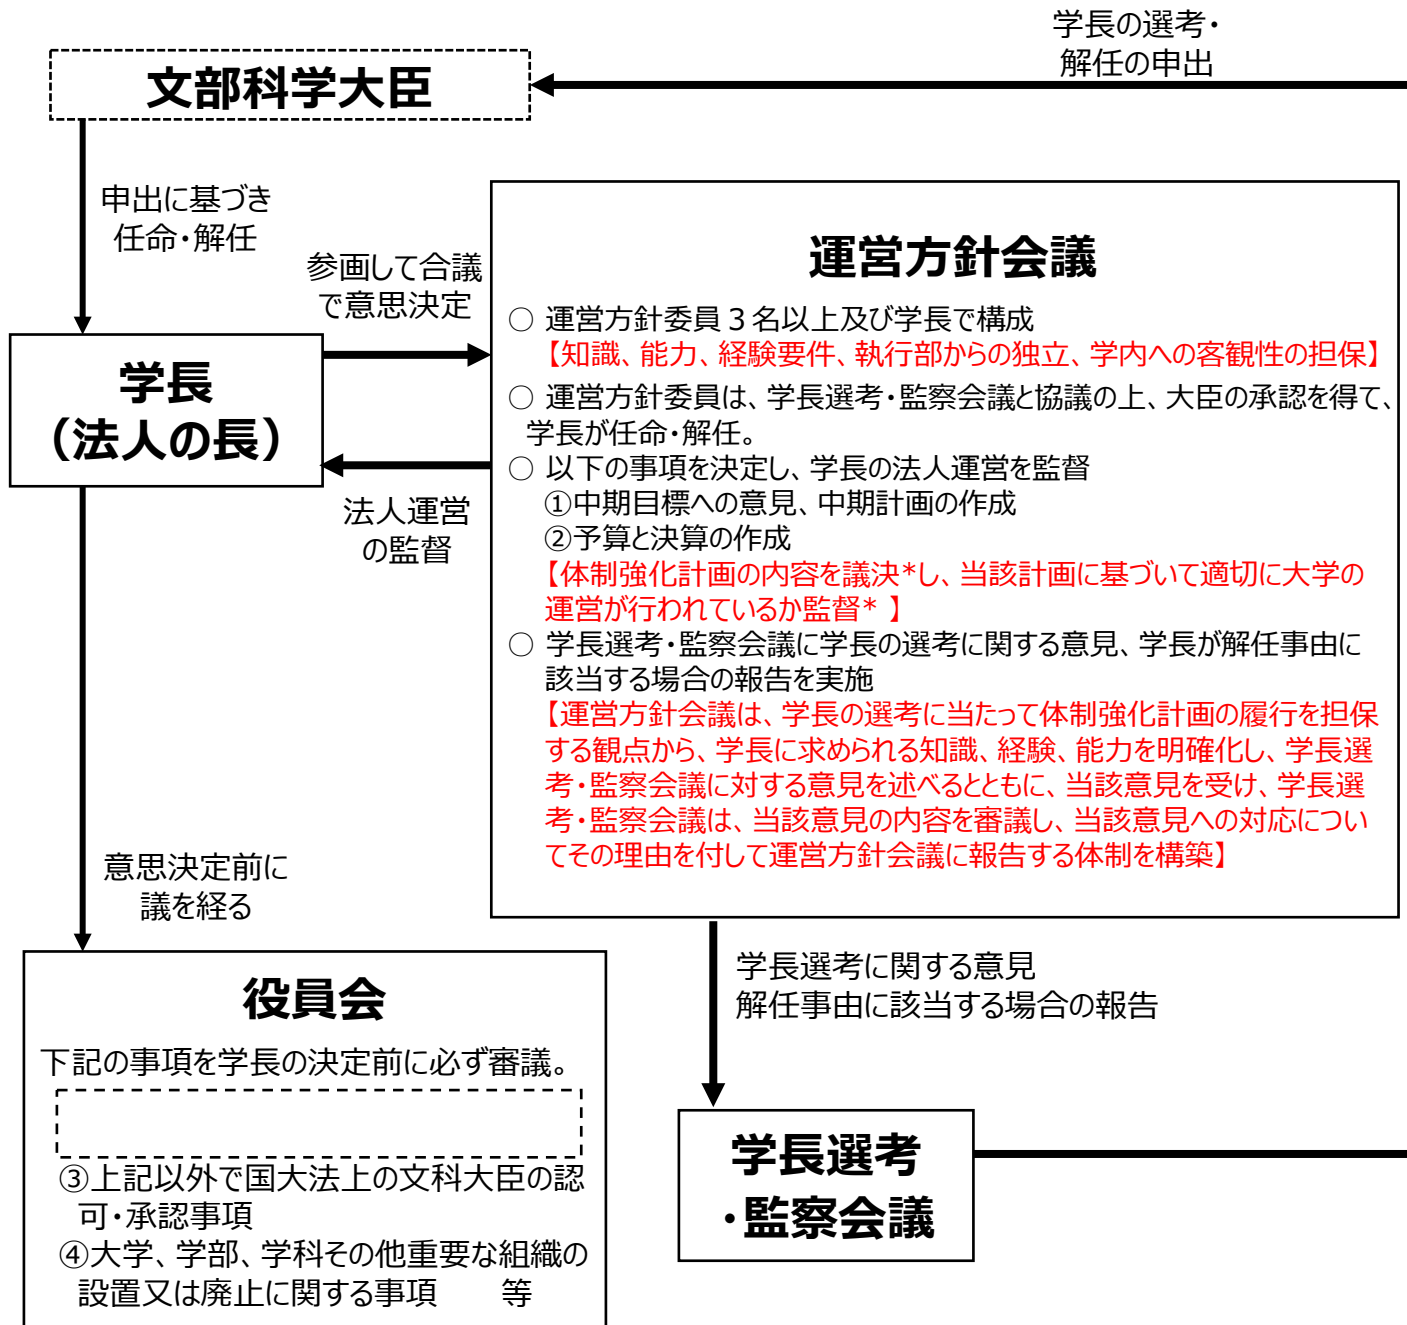 学長の選考・
解任の申出
文部科学大臣
申出に基づき
任命・解任
参画して合議
で意思決定
学長
（法人の長）
法人運営
の監督
運営方針会議
○ 運営方針委員３名以上及び学長で構成
【知識、能力、経験要件、執行部からの独立、学内への客観性の担保】
○ 運営方針委員は、学長選考・監察会議と協議の上、大臣の承認を得て、
学長が任命・解任。
○ 以下の事項を決定し、学長の法人運営を監督
①中期目標への意見、中期計画の作成
②予算と決算の作成
【体制強化計画の内容を議決*し、当該計画に基づいて適切に大学の
運営が行われているか監督* 】
○ 学長選考・監察会議に学長の選考に関する意見、学長が解任事由に
該当する場合の報告を実施
【運営方針会議は、学長の選考に当たって体制強化計画の履行を担保
する観点から、学長に求められる知識、経験、能力を明確化し、学長選
考・監察会議に対する意見を述べるとともに、当該意見を受け、学長選
考・監察会議は、当該意見の内容を審議し、当該意見への対応につい
てその理由を付して運営方針会議に報告する体制を構築】
意思決定前に
議を経る
役員会
下記の事項を学長の決定前に必ず審議。
③上記以外で国大法上の文科大臣の認
可・承認事項
④大学、学部、学科その他重要な組織の
設置又は廃止に関する事項　　等
学長選考に関する意見
解任事由に該当する場合の報告
学長選考
・監察会議